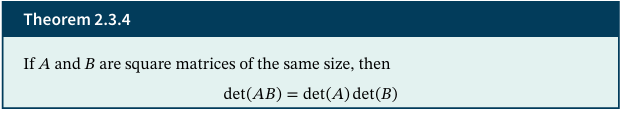 Theorem 2.3.4
If A and B are square matrices of the same size, then
det(AB) = det(A) det(B)